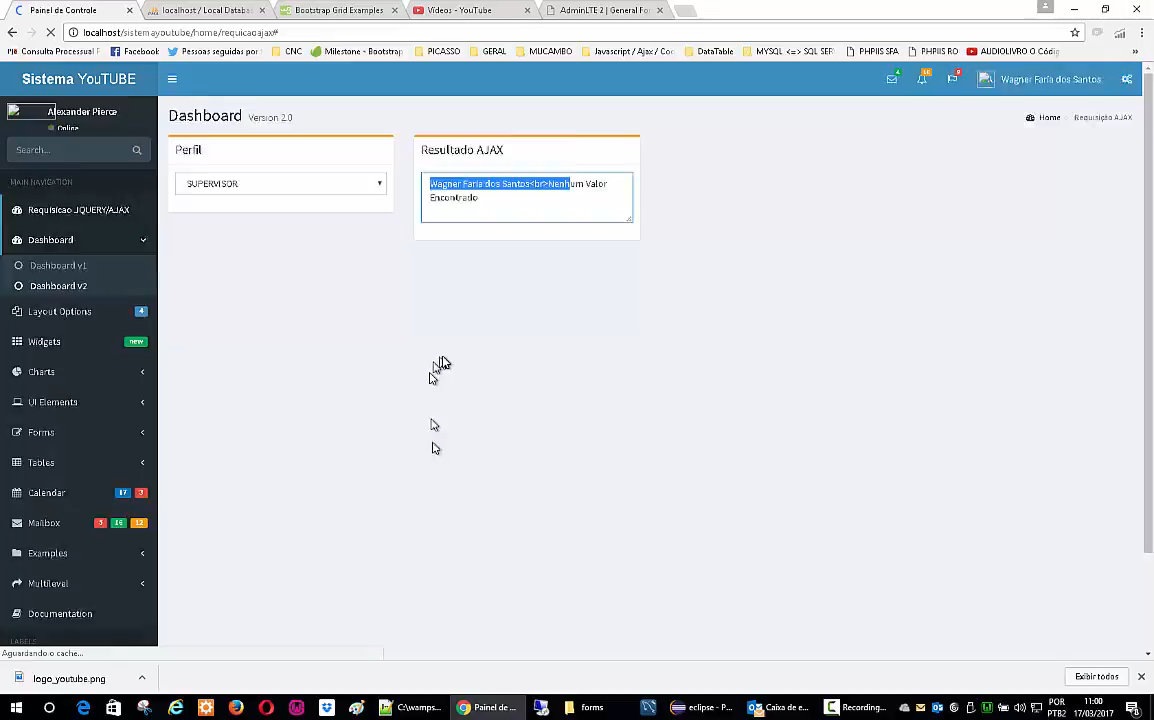 Painel de Controle
localhost / Local Databa
Bootstrap Grid Examples
Vídeos - YouTube
AdminLTE 2 | General Fo
localhost/sistemayoutube/home/requicaoajax#
Consulta Processual
Facebook
Pessoas seguidas po
CNC
Milestone - Bootstrap
PICASSO
GERAL
MUCAMBO
Javascript / Ajax / Co
DataTable
MYSQL <=> SQL SER
PHPIIS SFA
PHPIIS RO
AUDIOLIVRO O Códig
Sistema YouTUBE
4
Wagner Faria dos Santos
Alexander Pierce
Online
Dashboard Version 2.0
Home > Requisição AJAX
Search...
Perfil
Resultado AJAX
MAIN NAVIGATION
SUPERVISOR
Wagner Faria dos Santos<br>Nenhum Valor
Encontrado
Requisicao JQUERY/AJAX
Dashboard
Dashboard v1
Dashboard v2
Layout Options 4
Widgets new
Charts
UI Elements
Forms
Tables
Calendar 17 3
Mailbox 5 16 12
Examples
Multilevel
Documentation
LABELS
Aguardando o cache...
logo_youtube.png
Exibir todos
C:\wamps...
Painel de ...
forms
eclipse - P...
Caixa de e...
Recording...
POR
PTB2
11:00
17/03/2017
8